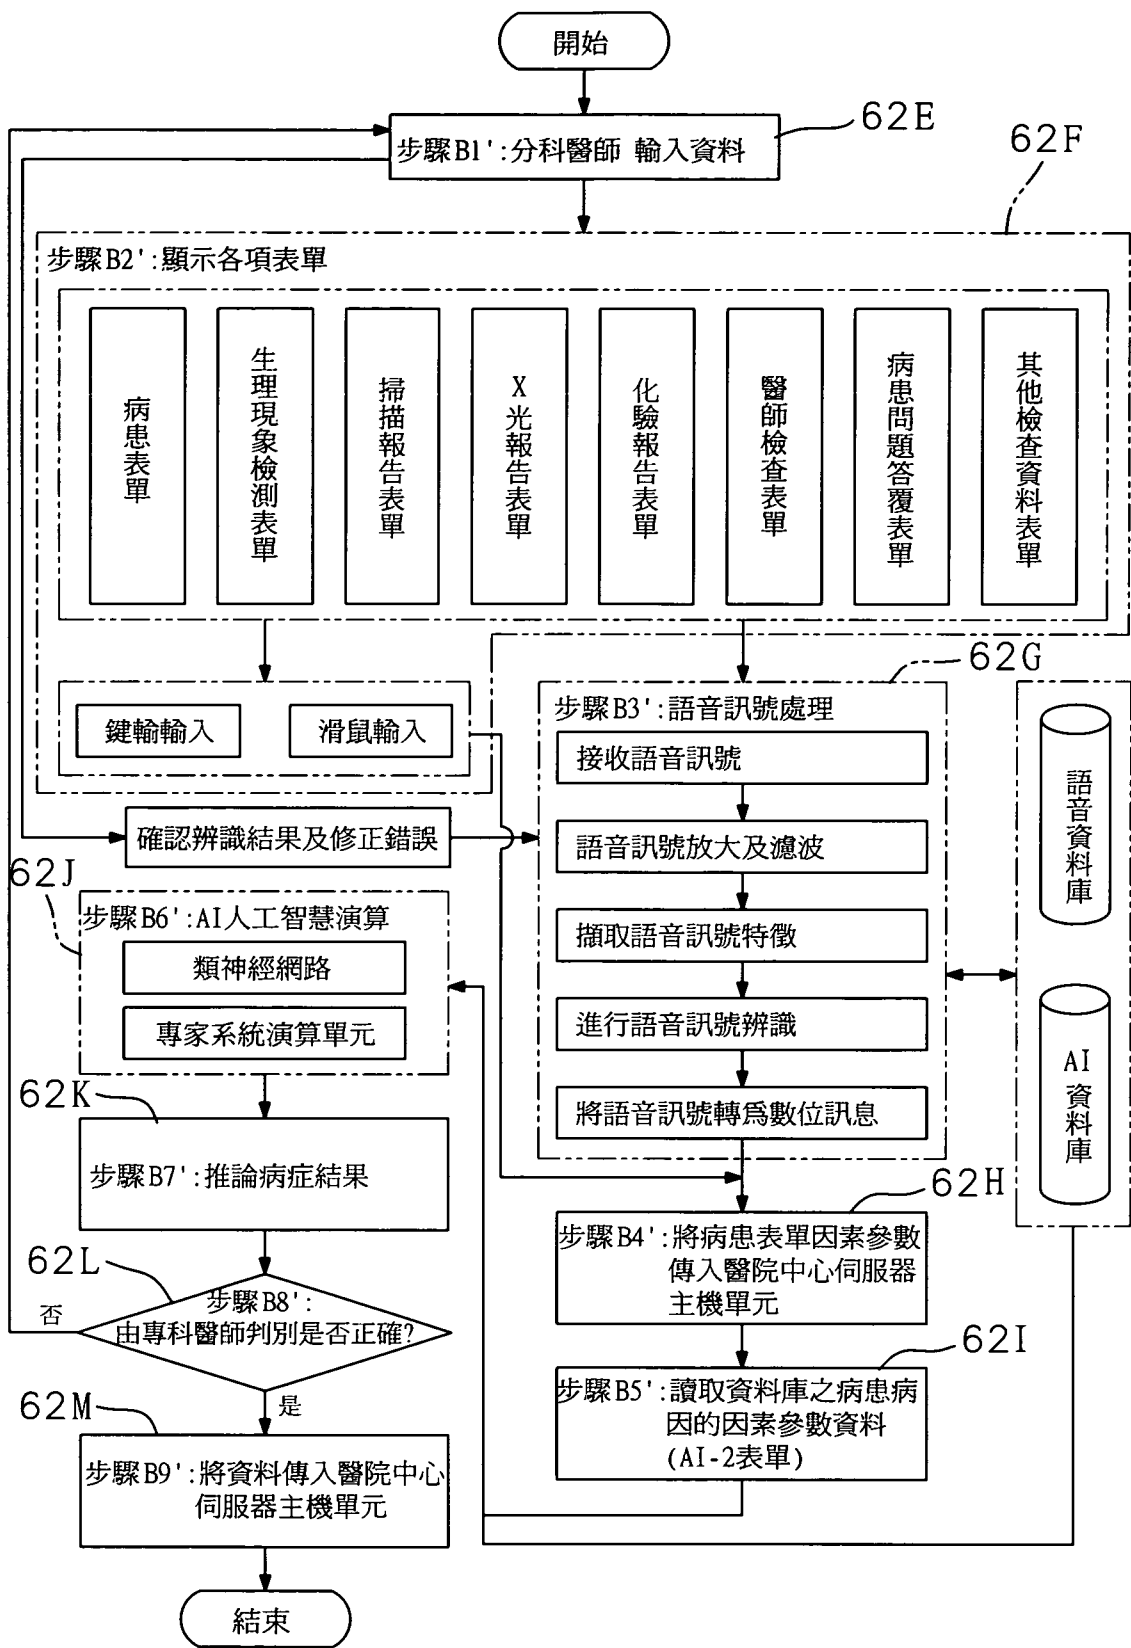 開始
步驟B1':分科醫師 輸入資料
62E
62F
步驟B2':顯示各項表單
病患表單
生理現象檢測表單
掃描報告表單
X光報告表單
化驗報告表單
醫師檢查表單
病患問題答覆表單
其他檢查資料表單
鍵輸輸入
滑鼠輸入
62G
步驟B3':語音訊號處理
接收語音訊號
語音訊號放大及濾波
擷取語音訊號特徵
進行語音訊號辨識
將語音訊號轉為數位訊息
語音資料庫
AI資料庫
確認辨識結果及修正錯誤
62J
步驟B6':AI人工智慧演算
類神經網路
專家系統演算單元
62K
步驟B7':推論病症結果
62H
步驟B4':將病患表單因素參數
傳入醫院中心伺服器
主機單元
62L
步驟B8':
由專科醫師判別是否正確?
否
是
62I
步驟B5':讀取資料庫之病患病
因的因素參數資料
(AI-2表單)
62M
步驟B9':將資料傳入醫院中心
伺服器主機單元
結束